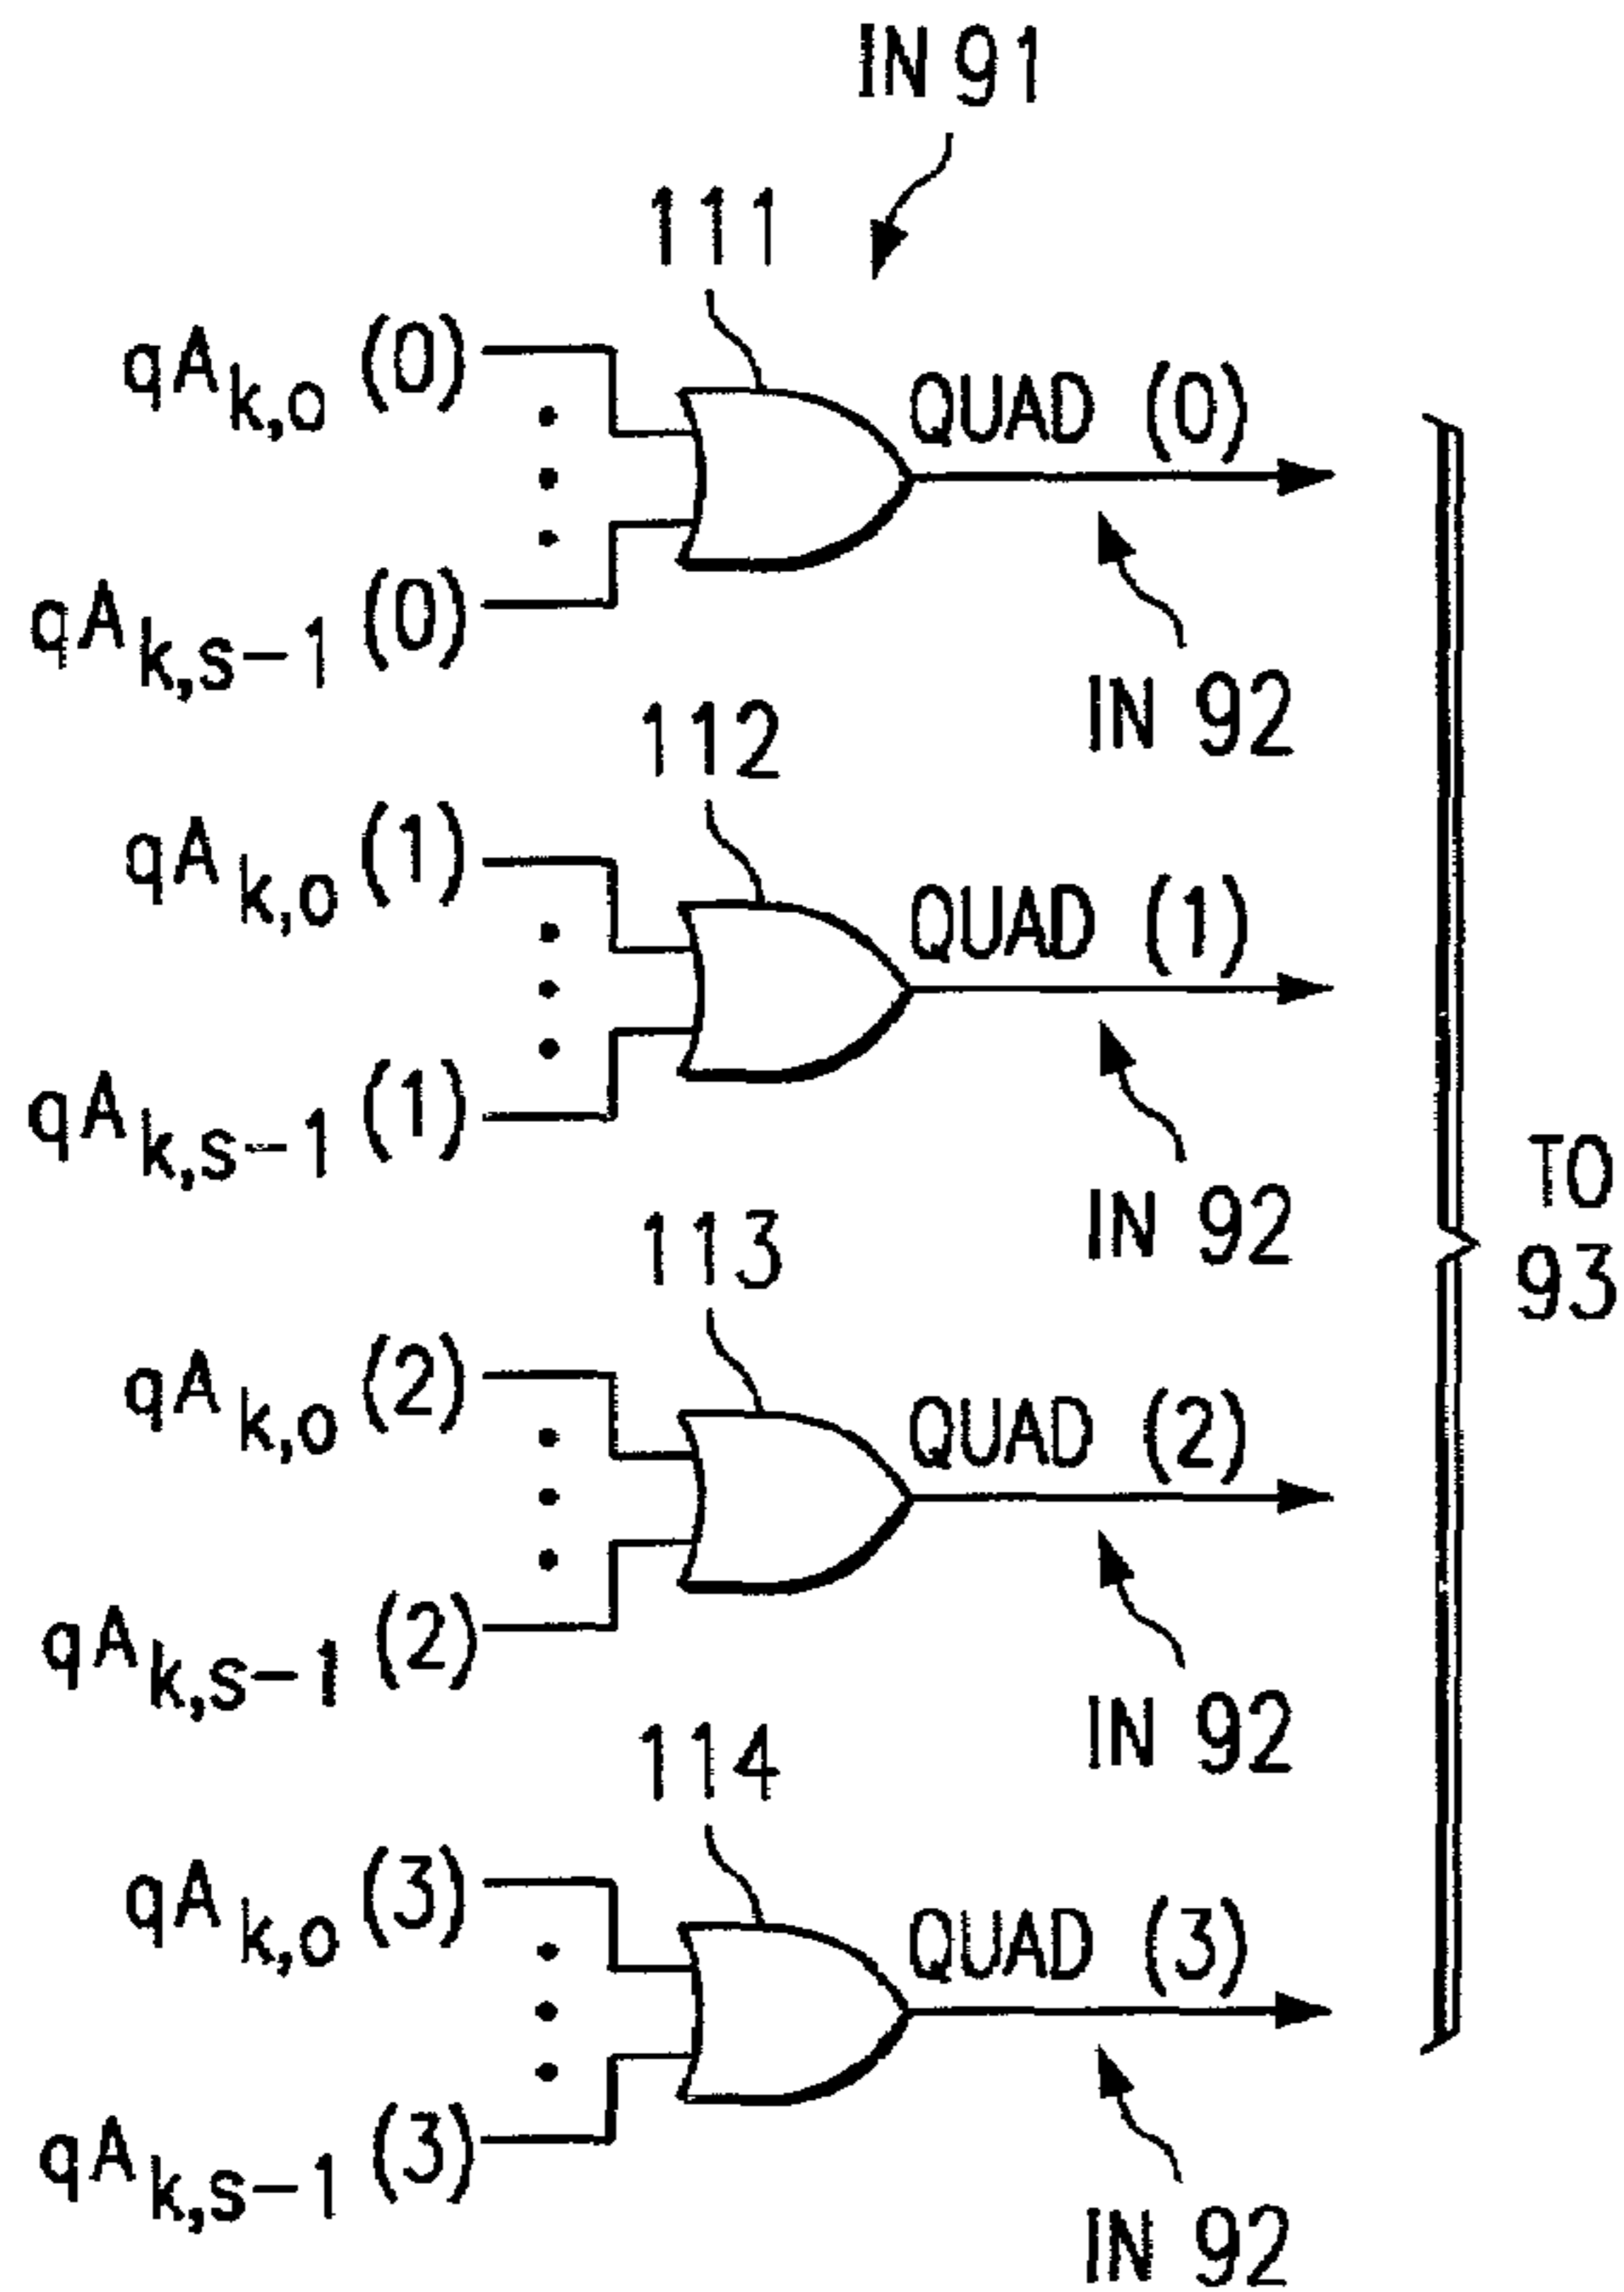 IN 91
111
qA k,o (0)
QUAD (0)
qA k,s-1 (0)
IN 92
112
qA k,o (1)
QUAD (1)
qA k,s-1 (1)
IN 92
TO
93
113
qA k,o (2)
QUAD (2)
qA k,s-1 (2)
IN 92
114
qA k,o (3)
QUAD (3)
qA k,s-1 (3)
IN 92